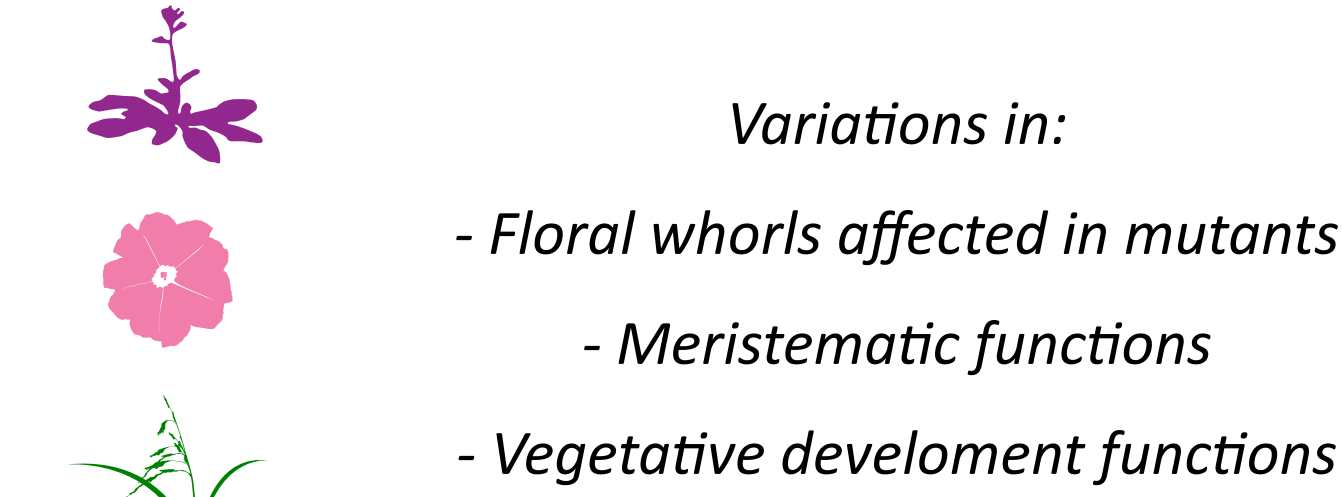 Variations in:
- Floral whorls affected in mutants
- Meristematic functions
- Vegetative develoment functions